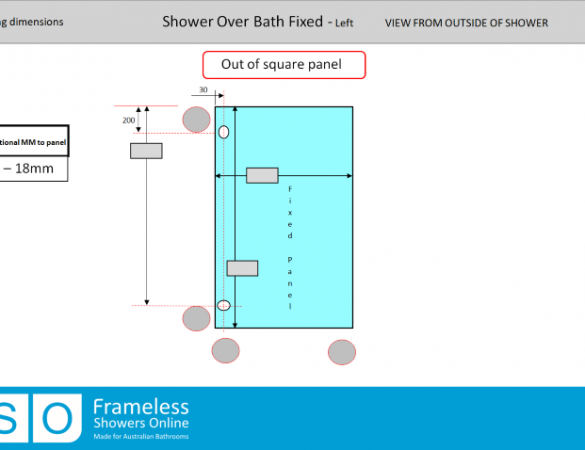 ng dimensions
Shower Over Bath Fixed - Left
VIEW FROM OUTSIDE OF SHOWER
Out of square panel
30
200
tional MM to panel
– 18mm
Fixed Panel
S O
Frameless
Showers Online
Made for Australian Bathrooms